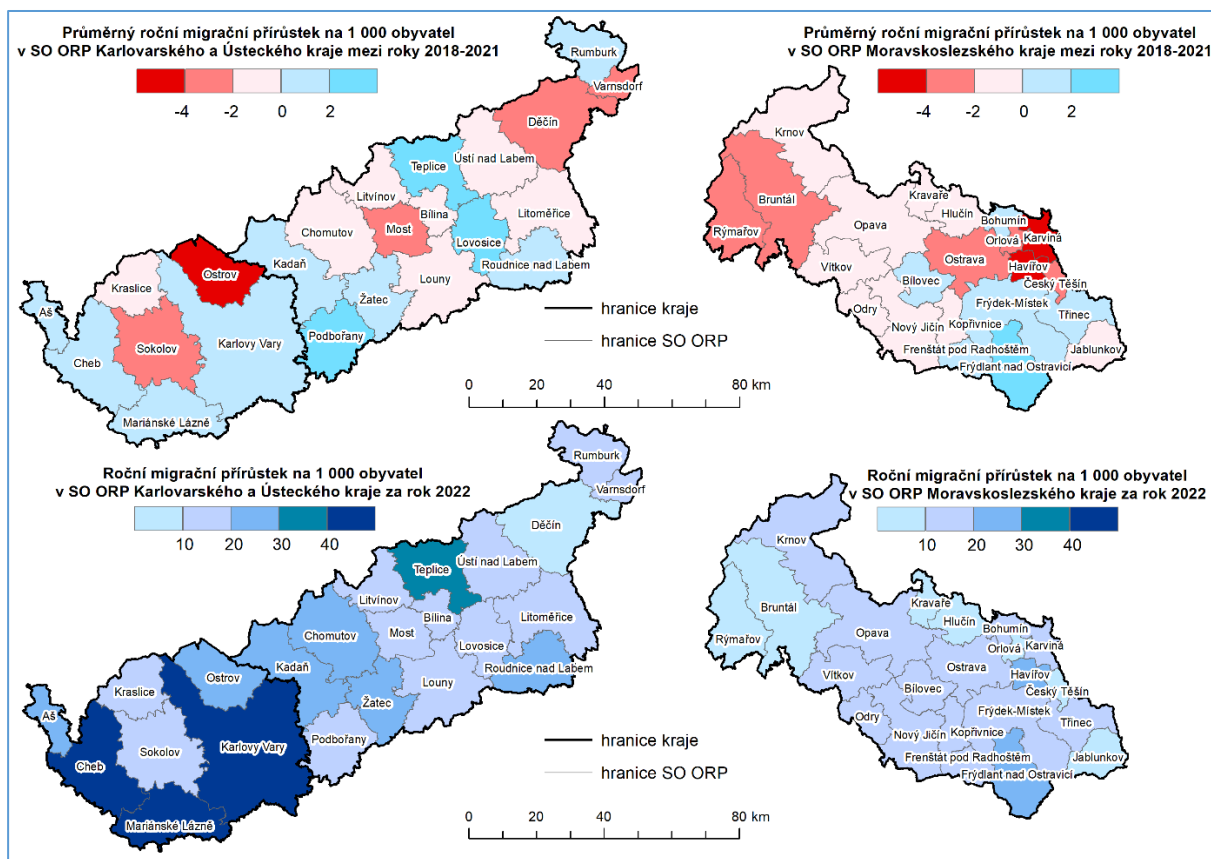 Průměrný roční migrační přírůstek na 1 000 obyvatel
v SO ORP Karlovarského a Ústeckého kraje mezi roky 2018-2021
-4 -2 0 2
Rumburk
Varnsdorf
Děčín
Teplice
Ústí nad Labem
Litvínov
Bílina
Litoměřice
Chomutov
Most
Lovosice
Ostrov
Kadaň
Roudnice nad Labem
Louny
Kraslice
Žatec
Aš
Podbořany
Karlovy Vary
Sokolov
Cheb
Mariánské Lázně
hranice kraje
hranice SO ORP
0 20 40 80 km
Průměrný roční migrační přírůstek na 1 000 obyvatel
v SO ORP Moravskoslezského kraje mezi roky 2018-2021
-4 -2 0 2
Krnov
Kravaře
Bruntál
Hlučín
Bohumín
Opava
Orlová
Karviná
Rýmařov
Ostrava
Havířov
Vítkov
Český Těšín
Bílovec
Frýdek-Místek
Odry
Třinec
Nový Jičín
Kopřivnice
Frenštát pod Radhoštěm
Jablunkov
Frýdlant nad Ostravicí
Roční migrační přírůstek na 1 000 obyvatel
v SO ORP Karlovarského a Ústeckého kraje za rok 2022
10 20 30 40
Rumburk
Varnsdorf
Děčín
Ústí nad Labem
Teplice
Litvínov
Bílina
Litoměřice
Most
Chomutov
Lovosice
Kadaň
Roudnice nad Labem
Ostrov
Louny
Kraslice
Žatec
Aš
Podbořany
Karlovy Vary
Sokolov
Cheb
Mariánské Lázně
hranice kraje
hranice SO ORP
0 20 40 80 km
Roční migrační přírůstek na 1 000 obyvatel
v SO ORP Moravskoslezského kraje za rok 2022
10 20 30 40
Krnov
Kravaře
Bruntál
Hlučín
Bohumín
Opava
Orlová
Karviná
Rýmařov
Ostrava
Havířov
Vítkov
Český Těšín
Bílovec
Frýdek-Místek
Odry
Třinec
Nový Jičín
Kopřivnice
Frenštát pod Radhoštěm
Jablunkov
Frýdlant nad Ostravicí